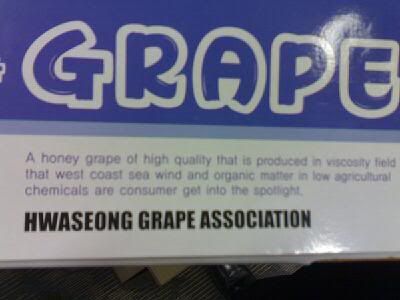 GRAPE
A honey grape of high quality that is produced in viscosity field
that west coast sea wind and organic matter in low agricultural
chemicals are consumer get into the spotlight.
HWASEONG GRAPE ASSOCIATION